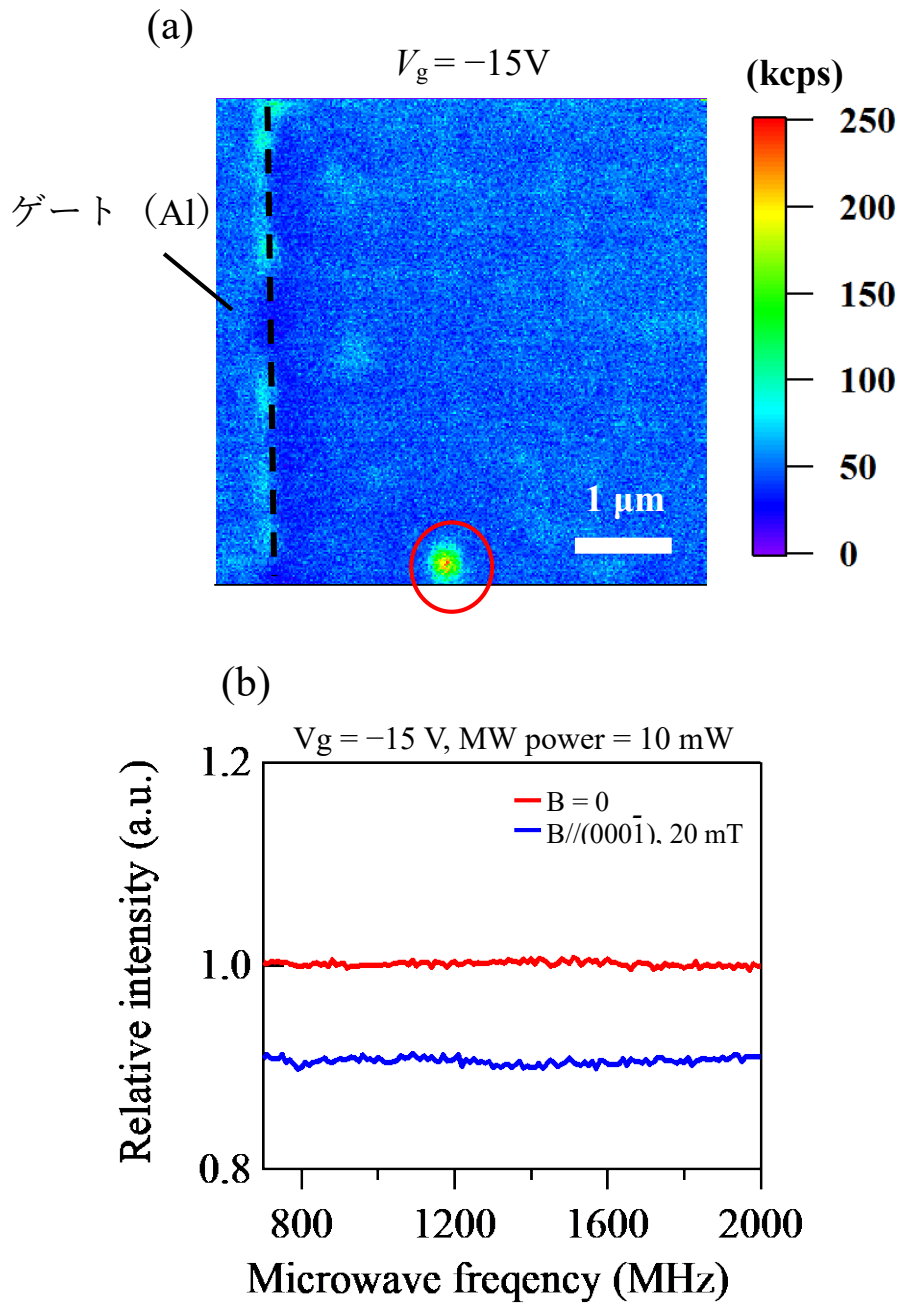 (a)
Vg = −15V
(kcps)
250
200
150
100
50
0
ゲート (Al)
1 μm
(b)
Vg = −15 V, MW power = 10 mW
B = 0
B//(0001̄), 20 mT
1.2
1.0
0.8
Relative intensity (a.u.)
800 1200 1600 2000
Microwave freqency (MHz)